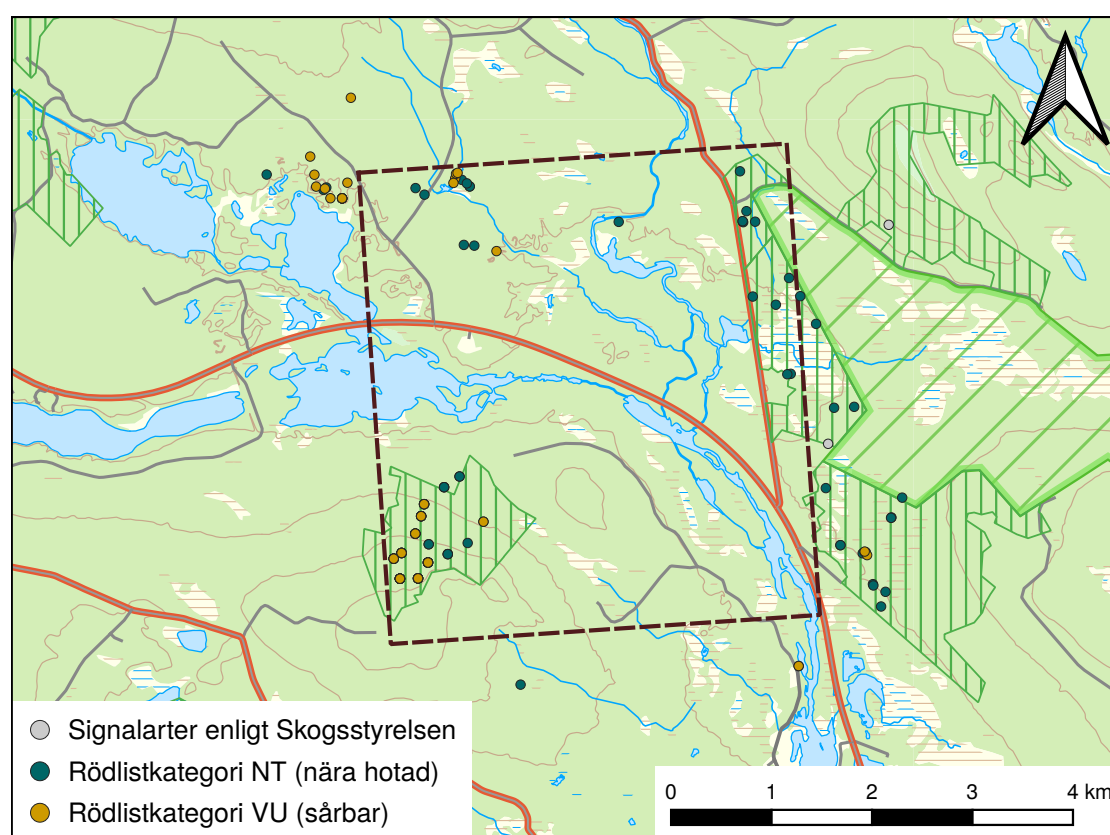 Signalarter enligt Skogsstyrelsen
Rödlistkategori NT (nära hotad)
Rödlistkategori VU (sårbar)
0 1 2 3 4 km